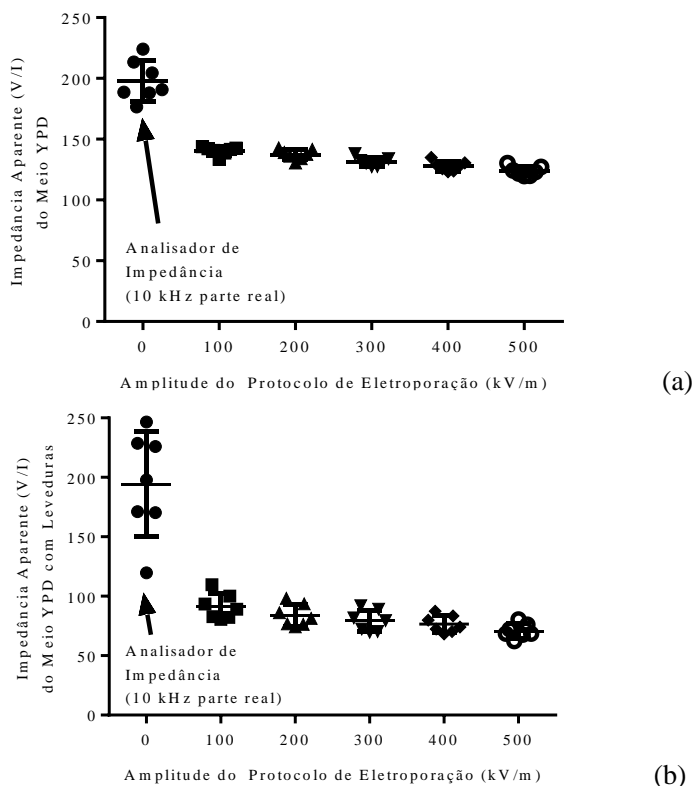 Impedância Aparente (V/I)
do Meio YPD
250
200
150
100
50
0
Analisador de
Impedância
(10 kHz parte real)
0 100 200 300 400 500
Amplitude do Protocolo de Eletroporação (kV/m)
(a)
Impedância Aparente (V/I)
do Meio YPD com Leveduras
250
200
150
100
50
0
Analisador de
Impedância
(10 kHz parte real)
0 100 200 300 400 500
Amplitude do Protocolo de Eletroporação (kV/m)
(b)